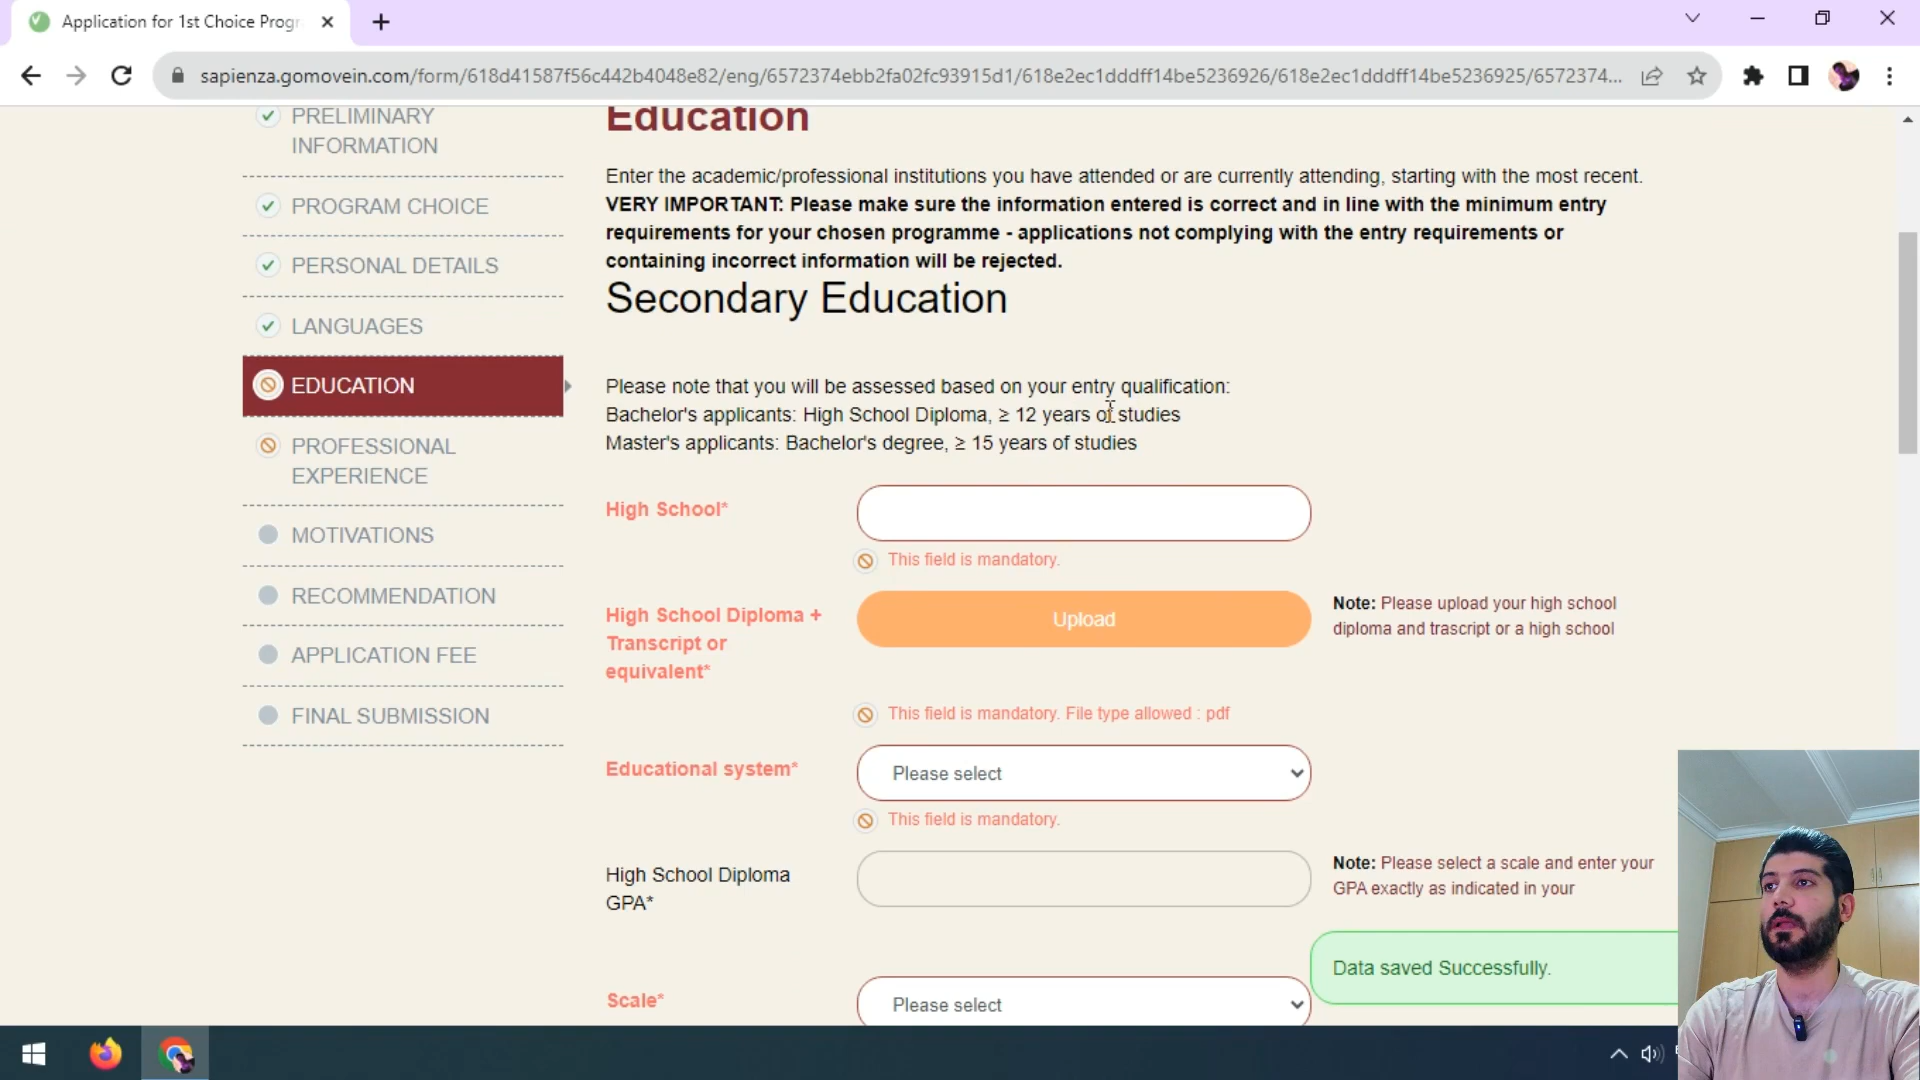 Application for 1st Choice Progr
sapienza.gomovein.com/form/618d41587f56c442b4048e82/eng/6572374ebb2fa02fc93915d1/618e2ec1dddff14be5236926/618e2ec1dddff14be5236925/6572374...
PRELIMINARY
INFORMATION
PROGRAM CHOICE
PERSONAL DETAILS
LANGUAGES
EDUCATION
PROFESSIONAL
EXPERIENCE
MOTIVATIONS
RECOMMENDATION
APPLICATION FEE
FINAL SUBMISSION
Education
Enter the academic/professional institutions you have attended or are currently attending, starting with the most recent.
VERY IMPORTANT: Please make sure the information entered is correct and in line with the minimum entry
requirements for your chosen programme - applications not complying with the entry requirements or
containing incorrect information will be rejected.
Secondary Education
Please note that you will be assessed based on your entry qualification:
Bachelor's applicants: High School Diploma, ≥ 12 years of studies
Master's applicants: Bachelor's degree, ≥ 15 years of studies
High School*
This field is mandatory.
High School Diploma +
Transcript or
equivalent*
Upload
Note: Please upload your high school
diploma and trascript or a high school
This field is mandatory. File type allowed : pdf
Educational system*
Please select
This field is mandatory.
High School Diploma
GPA*
Note: Please select a scale and enter your
GPA exactly as indicated in your
Data saved Successfully.
Scale*
Please select